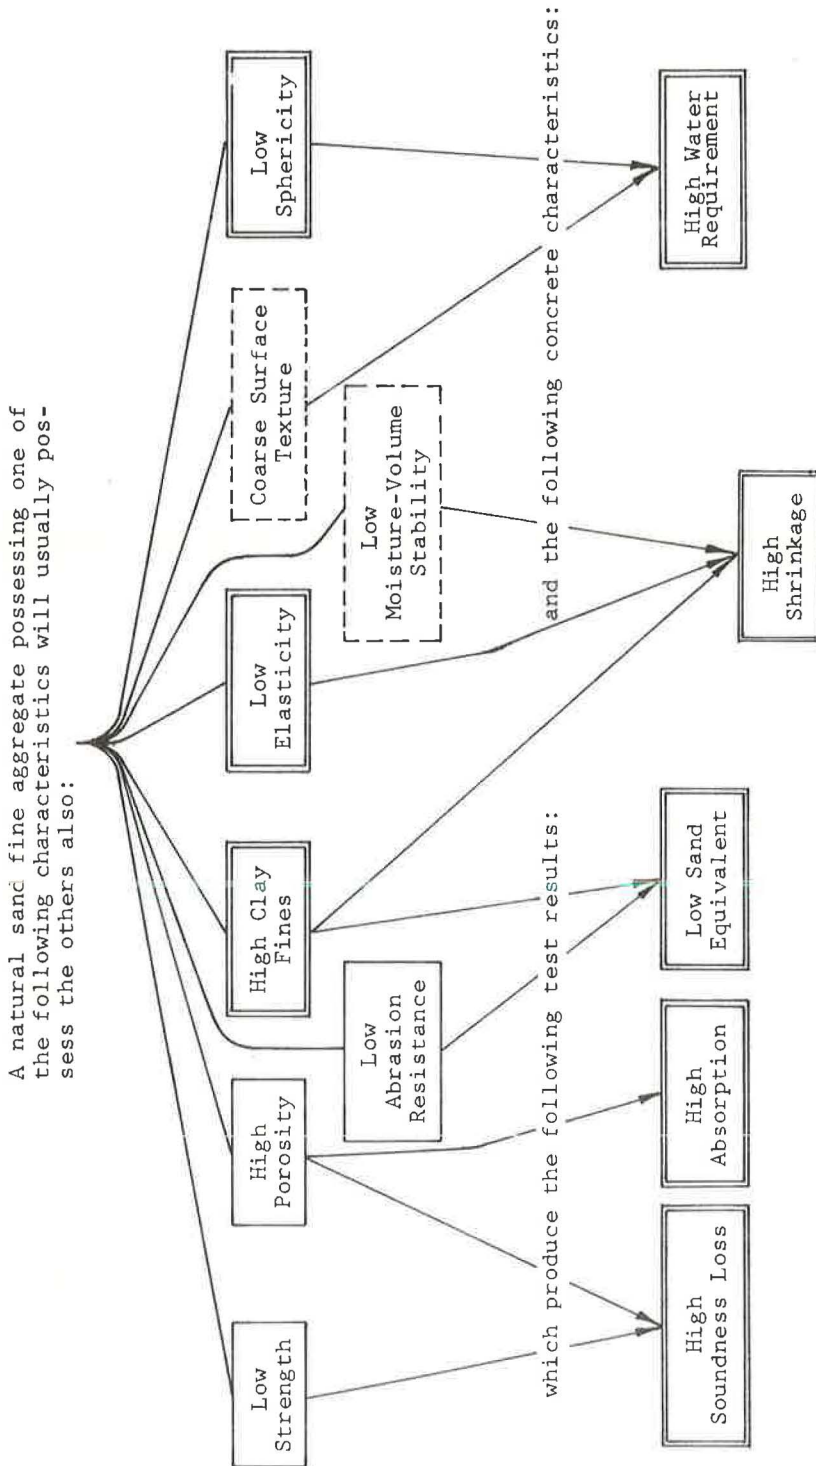 A natural sand fine aggregate possessing one of
the following characteristics will usually pos-
sess the others also:
Low
Strength
High
Porosity
Low
Abrasion
Resistance
High Clay
Fines
Low
Elasticity
Low
Moisture-Volume
Stability
Coarse Surface
Texture
Low
Sphericity
which produce the following test results:
and the following concrete characteristics:
High
Soundness Loss
High
Absorption
Low Sand
Equivalent
High
Shrinkage
High Water
Requirement